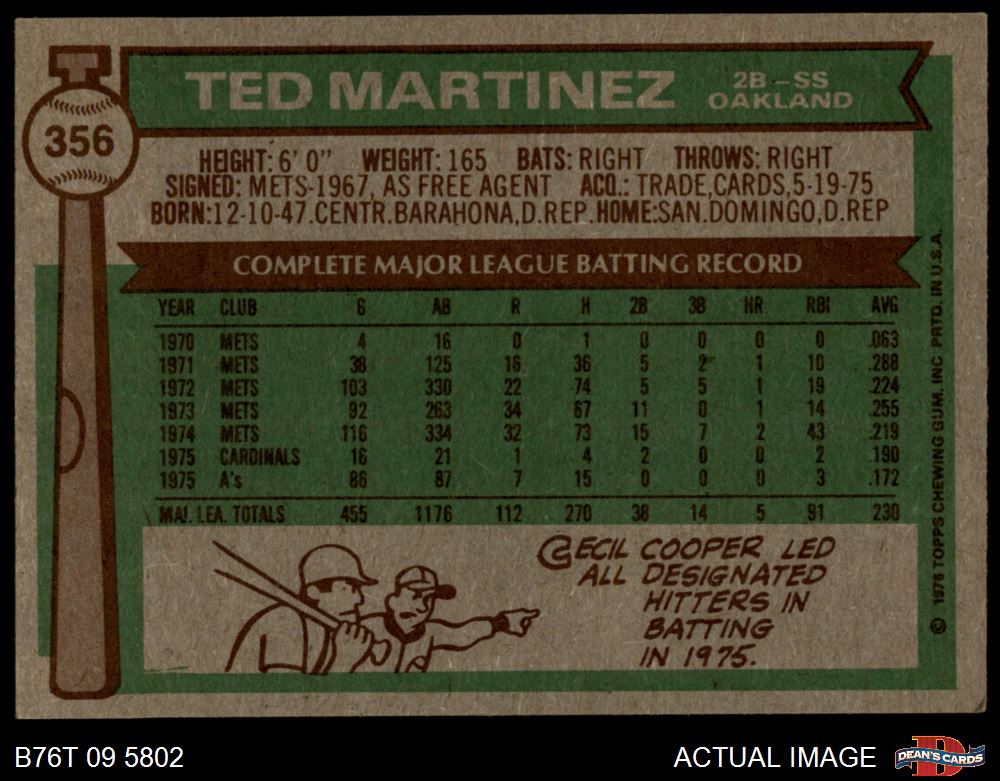 356
TED MARTINEZ
2B – SS
OAKLAND
HEIGHT: 6' 0" WEIGHT: 165 BATS: RIGHT THROWS: RIGHT
SIGNED: METS-1967, AS FREE AGENT ACQ.: TRADE,CARDS,5-19-75
BORN:12-10-47.CENTR.BARAHONA,D.REP.HOME:SAN.DOMINGO,D.REP
COMPLETE MAJOR LEAGUE BATTING RECORD
YEAR CLUB G AB R H 2B 3B HR RBI AVG
1970 METS 4 16 0 1 0 0 0 0 .063
1971 METS 38 125 16 36 5 2 1 10 .288
1972 METS 103 330 22 74 5 5 1 19 .224
1973 METS 92 263 34 67 11 0 1 14 .255
1974 METS 116 334 32 73 15 7 2 43 .219
1975 CARDINALS 16 21 1 4 2 0 0 2 .190
1975 A's 86 87 7 15 0 0 0 3 .172
MAJ. LEA. TOTALS 455 1176 112 270 38 14 5 91 230
CECIL COOPER LED
ALL DESIGNATED
HITTERS IN
BATTING
IN 1975.
© 1976 TOPPS CHEWING GUM, INC PRTD. IN U.S.A.
B76T 09 5802
ACTUAL IMAGE
D
DEAN'S CARDS